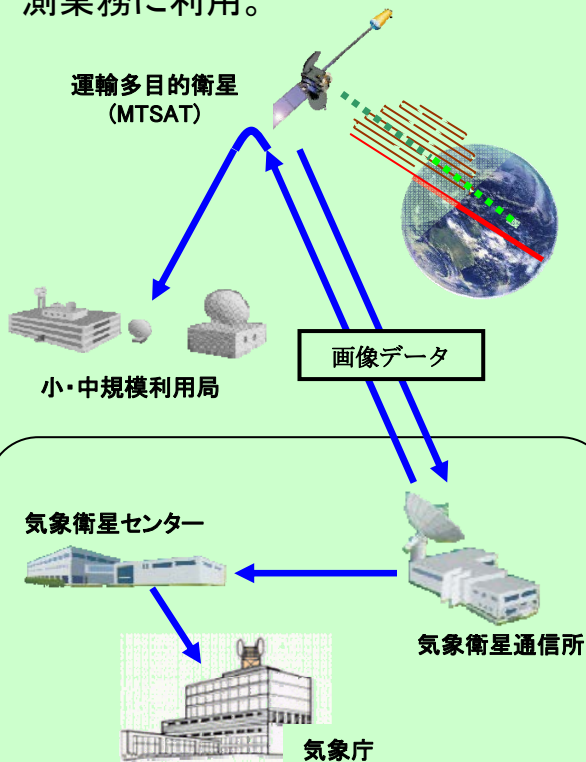 測業務に利用。
運輸多目的衛星
(MTSAT)
画像データ
小・中規模利用局
気象衛星センター
気象衛星通信所
気象庁